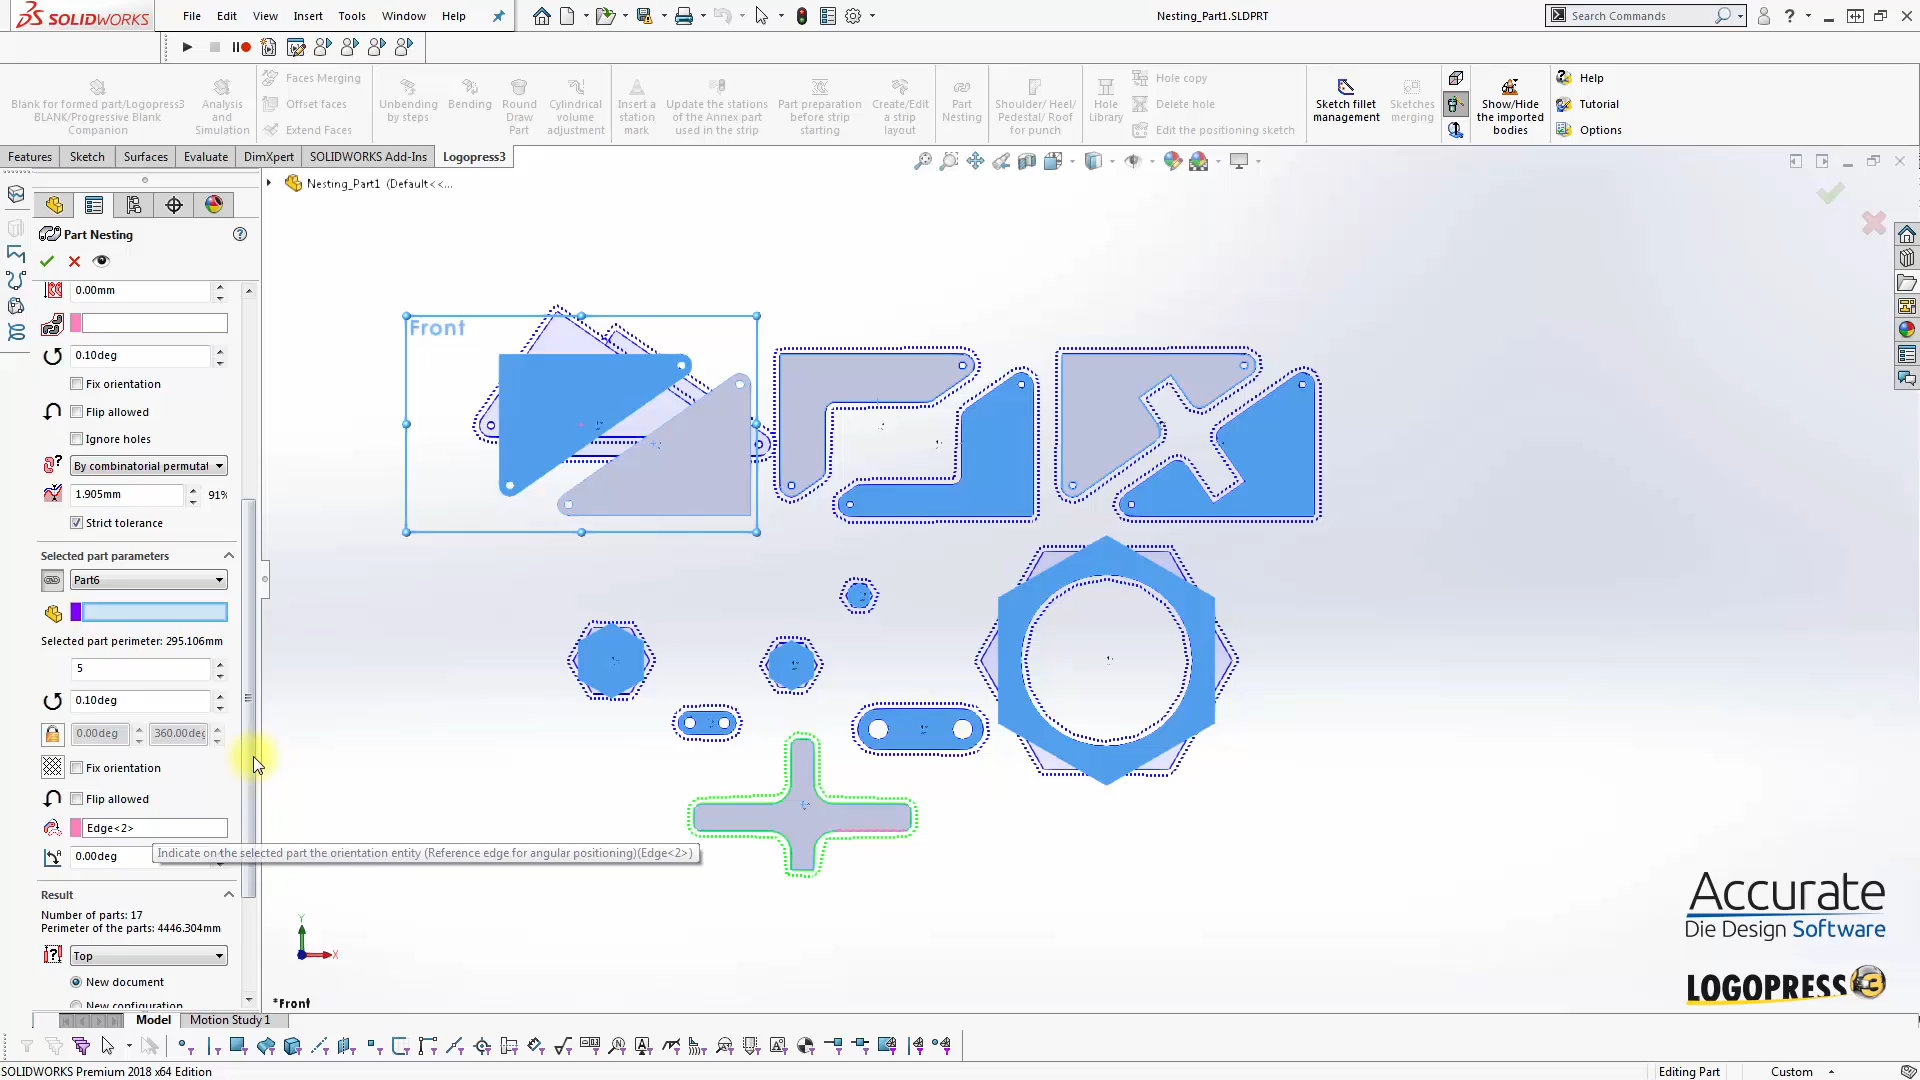 SOLIDWORKS
File Edit View Insert Tools Window Help
Nesting_Part1.SLDPRT
Search Commands
Blank for formed part/Logopress3
BLANK/Progressive Blank
Companion
Analysis
and
Simulation
Faces Merging
Offset faces
Extend Faces
Unbending
by steps
Bending
Round
Draw
Part
Cylindrical
volume
adjustment
Insert a
station
mark
Update the stations
of the Annex part
used in the strip
Part preparation
before strip
starting
Create/Edit
a strip
layout
Part
Nesting
Shoulder/ Heel/
Pedestal/ Roof
for punch
Hole
Library
Hole copy
Delete hole
Edit the positioning sketch
Sketch fillet
management
Sketches
merging
Show/Hide
the imported
bodies
Help
Tutorial
Options
Features Sketch Surfaces Evaluate DimXpert SOLIDWORKS Add-Ins Logopress3
Nesting_Part1 (Default<<...
Part Nesting
0.00mm
0.10deg
Fix orientation
Flip allowed
Ignore holes
By combinatorial permutat
1.905mm 91%
Strict tolerance
Selected part parameters
Part6
Selected part perimeter: 295.106mm
5
0.10deg
0.00deg 360.00deg
Fix orientation
Flip allowed
Edge<2>
0.00deg
Indicate on the selected part the orientation entity (Reference edge for angular positioning)(Edge<2>)
Result
Number of parts: 17
Perimeter of the parts: 4446.304mm
Top
New document
New configuration
Front
Y
X
*Front
Accurate
Die Design Software
LOGOPRESS 3
Model Motion Study 1
SOLIDWORKS Premium 2018 x64 Edition
Editing Part
Custom